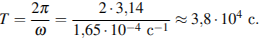 T = 2π/ω = 2·3,14/1,65·10⁻⁴ с⁻¹ ≈ 3,8·10⁴ с.